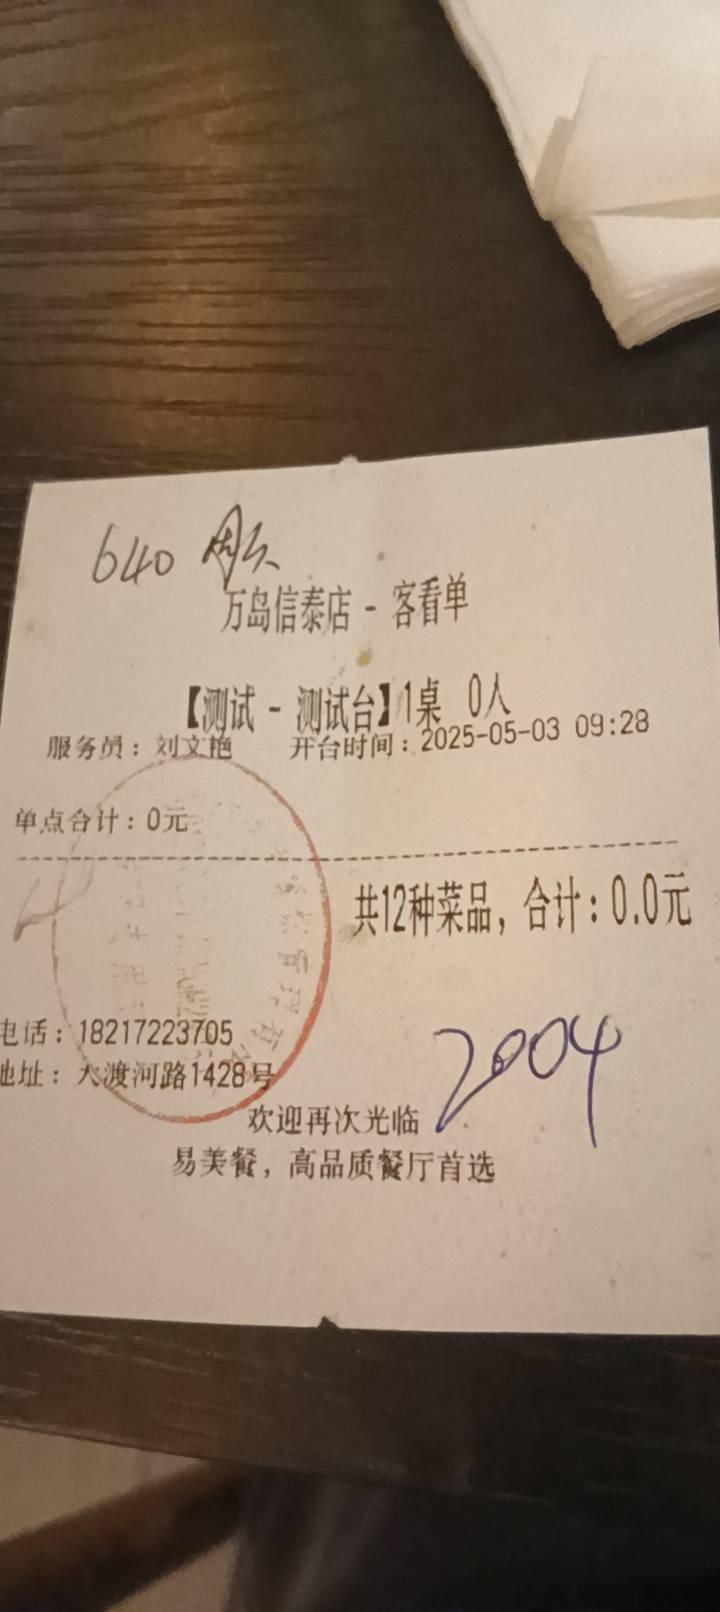 640
万岛信泰店 - 客看单
【测试 - 测试台】1桌 0人
服务员：刘文艳 开台时间：2025-05-03 09:28
单点合计：0元
共12种菜品，合计：0.0元
电话：18217223705
地址：大渡河路1428号
2004
欢迎再次光临
易美餐，高品质餐厅首选